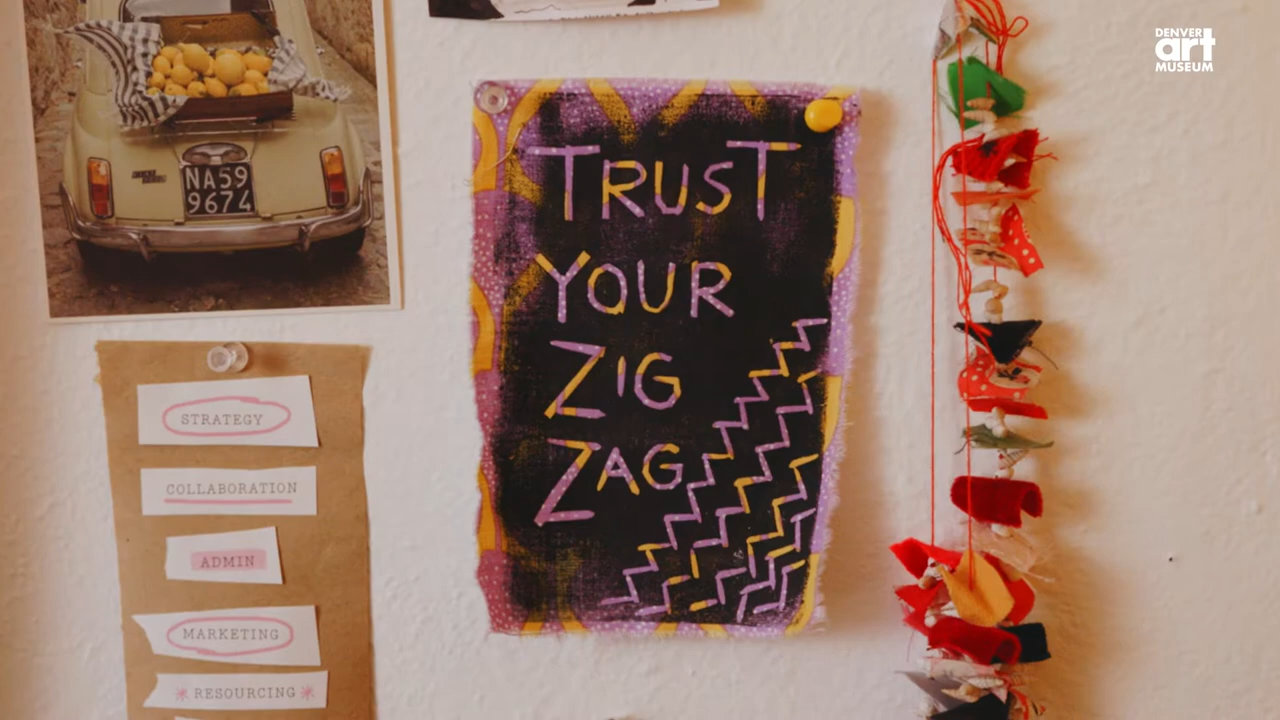 DENVER
art
MUSEUM
NA59
9674
TRUST
YOUR
ZIG
ZAG
STRATEGY
COLLABORATION
ADMIN
MARKETING
*RESOURCING*